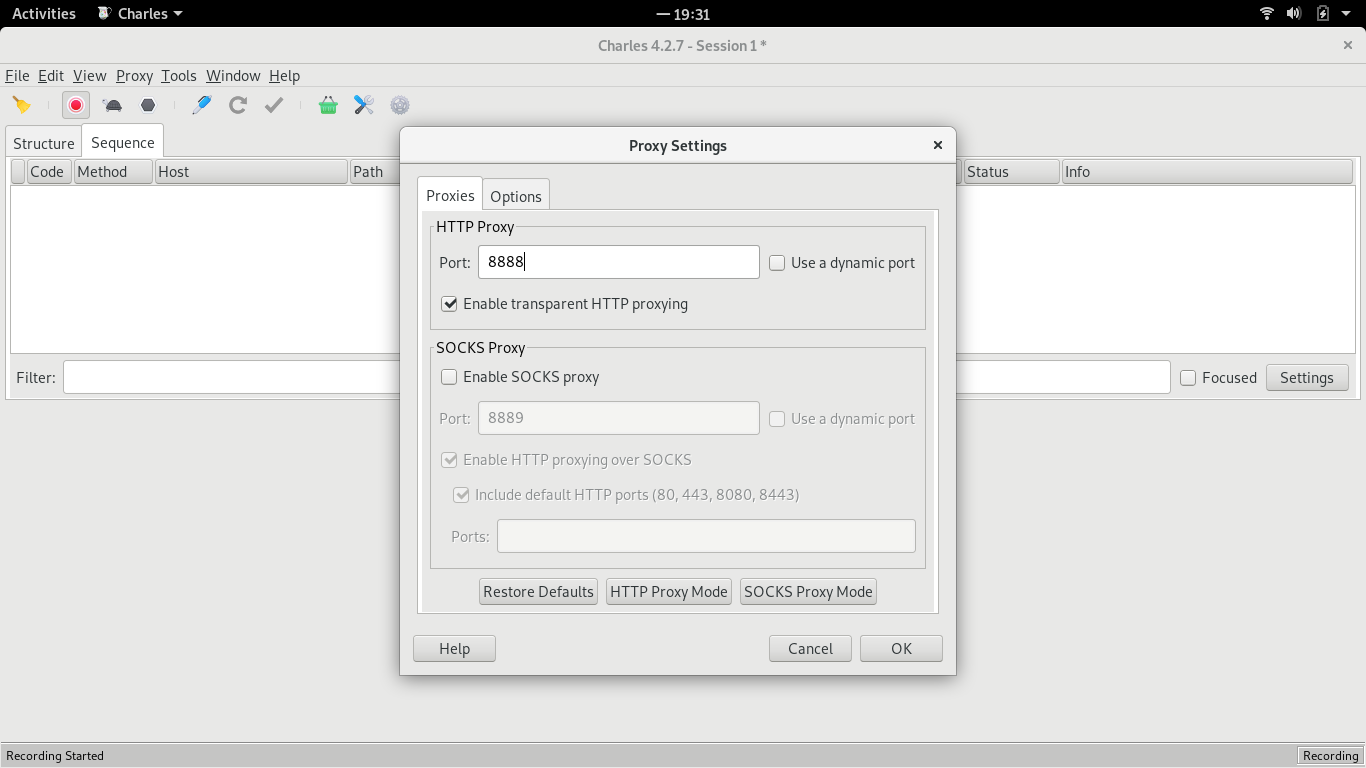 Activities Charles — 19:31
Charles 4.2.7 - Session 1 *
File Edit View Proxy Tools Window Help
Structure Sequence
Code Method Host Path Status Info
Filter: Focused Settings
Proxy Settings
Proxies Options
HTTP Proxy
Port: 8888 Use a dynamic port
Enable transparent HTTP proxying
SOCKS Proxy
Enable SOCKS proxy
Port: 8889 Use a dynamic port
Enable HTTP proxying over SOCKS
Include default HTTP ports (80, 443, 8080, 8443)
Ports:
Restore Defaults HTTP Proxy Mode SOCKS Proxy Mode
Help Cancel OK
Recording Started Recording